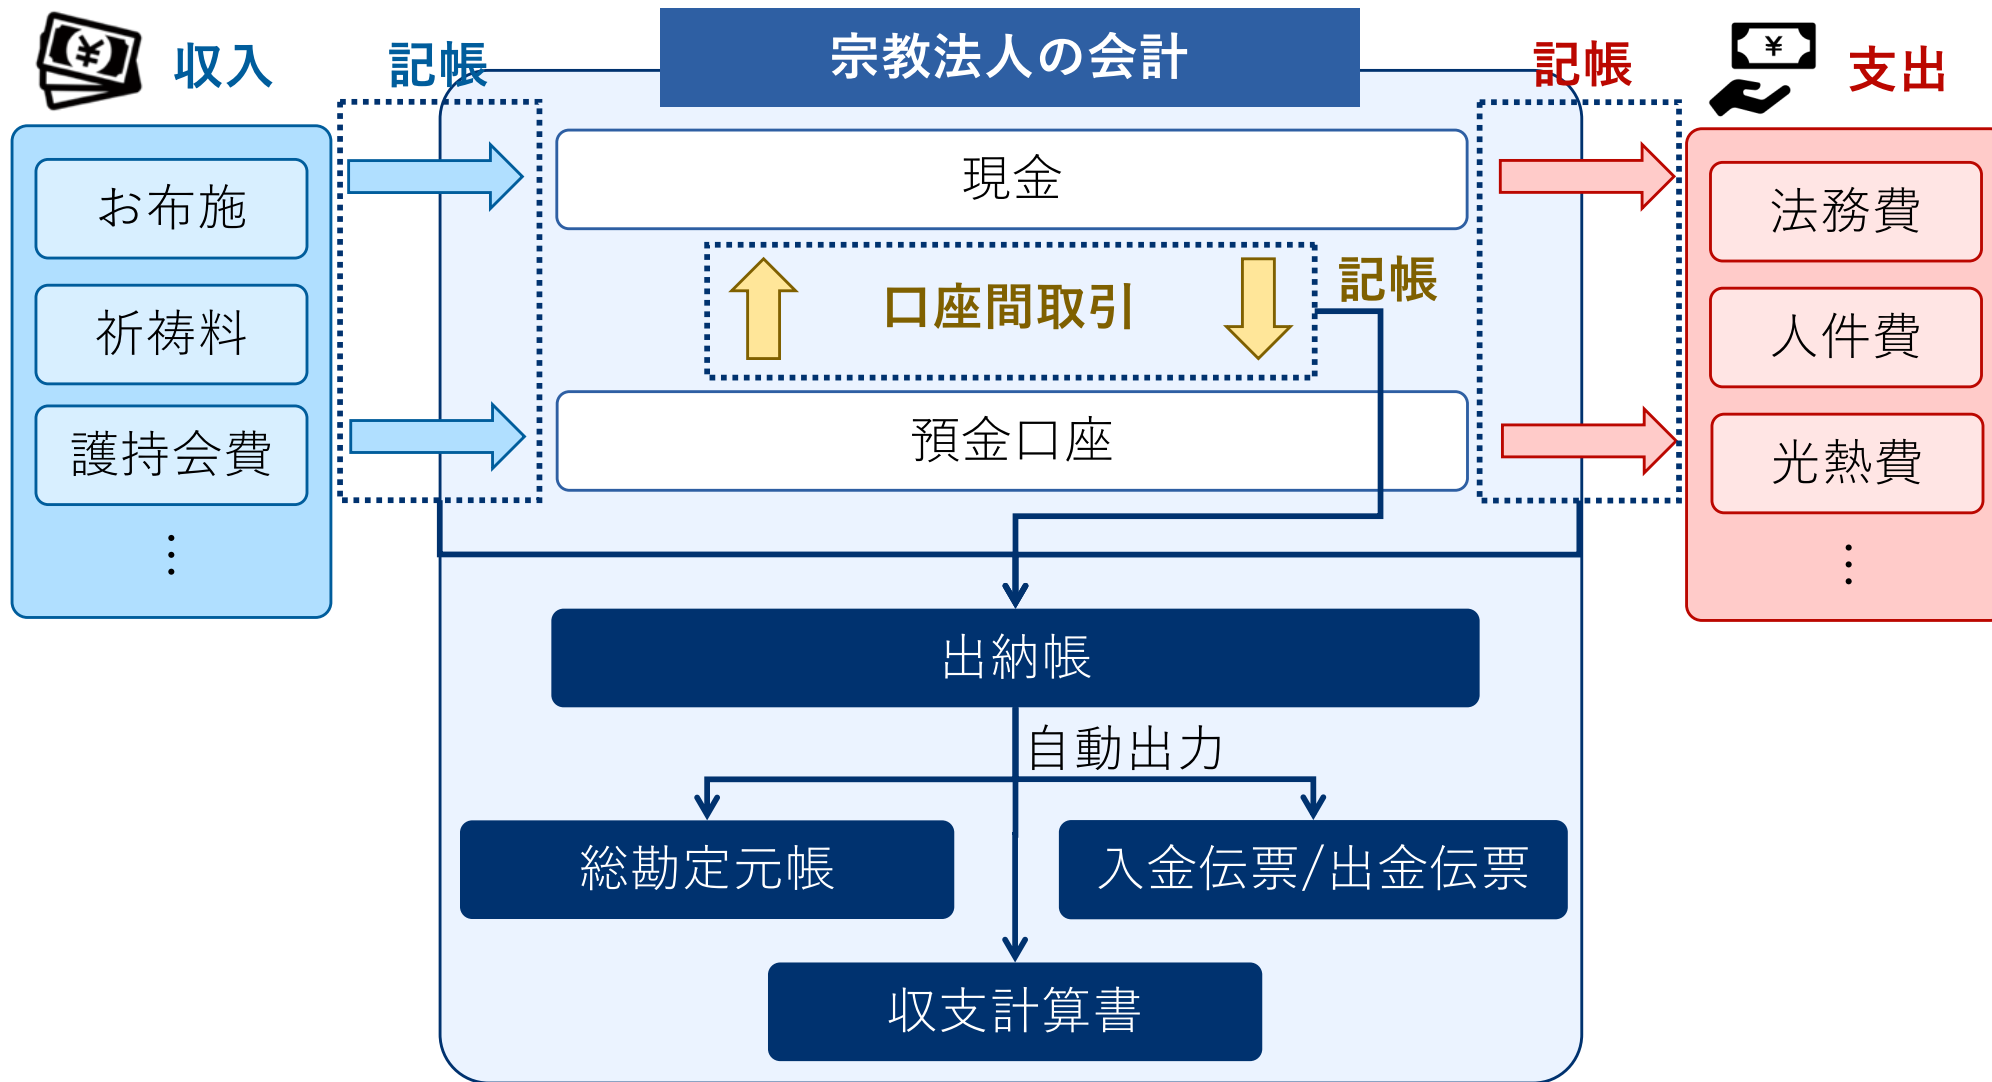 収入
記帳
宗教法人の会計
記帳
支出
お布施
祈祷料
護持会費
⋮
現金
口座間取引
記帳
預金口座
法務費
人件費
光熱費
⋮
出納帳
自動出力
総勘定元帳
入金伝票/出金伝票
収支計算書